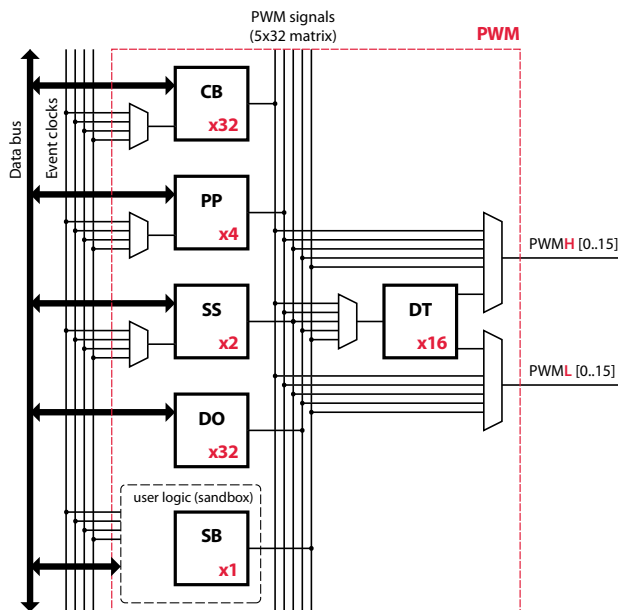 PWM signals
(5x32 matrix)
PWM
Data bus
Event clocks
CB
x32
PP
x4
PWMH [0..15]
SS
x2
DT
x16
PWML [0..15]
DO
x32
user logic (sandbox)
SB
x1